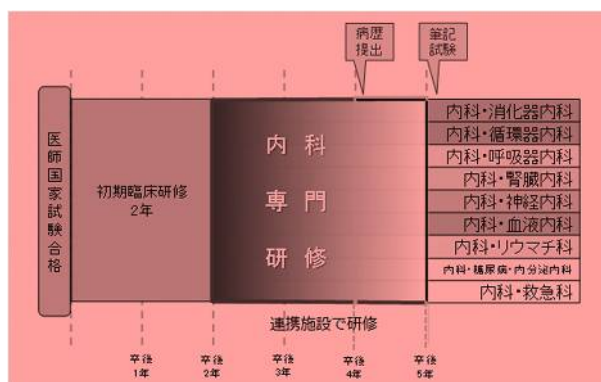 病歴
提出
筆記
試験
医師国家試験合格
初期臨床研修
2年
内科
専門
研修
内科・消化器内科
内科・循環器内科
内科・呼吸器内科
内科・腎臓内科
内科・神経内科
内科・血液内科
内科・リウマチ科
内科・糖尿病・内分泌内科
内科・救急科
連携施設で研修
卒後
1年
卒後
2年
卒後
3年
卒後
4年
卒後
5年